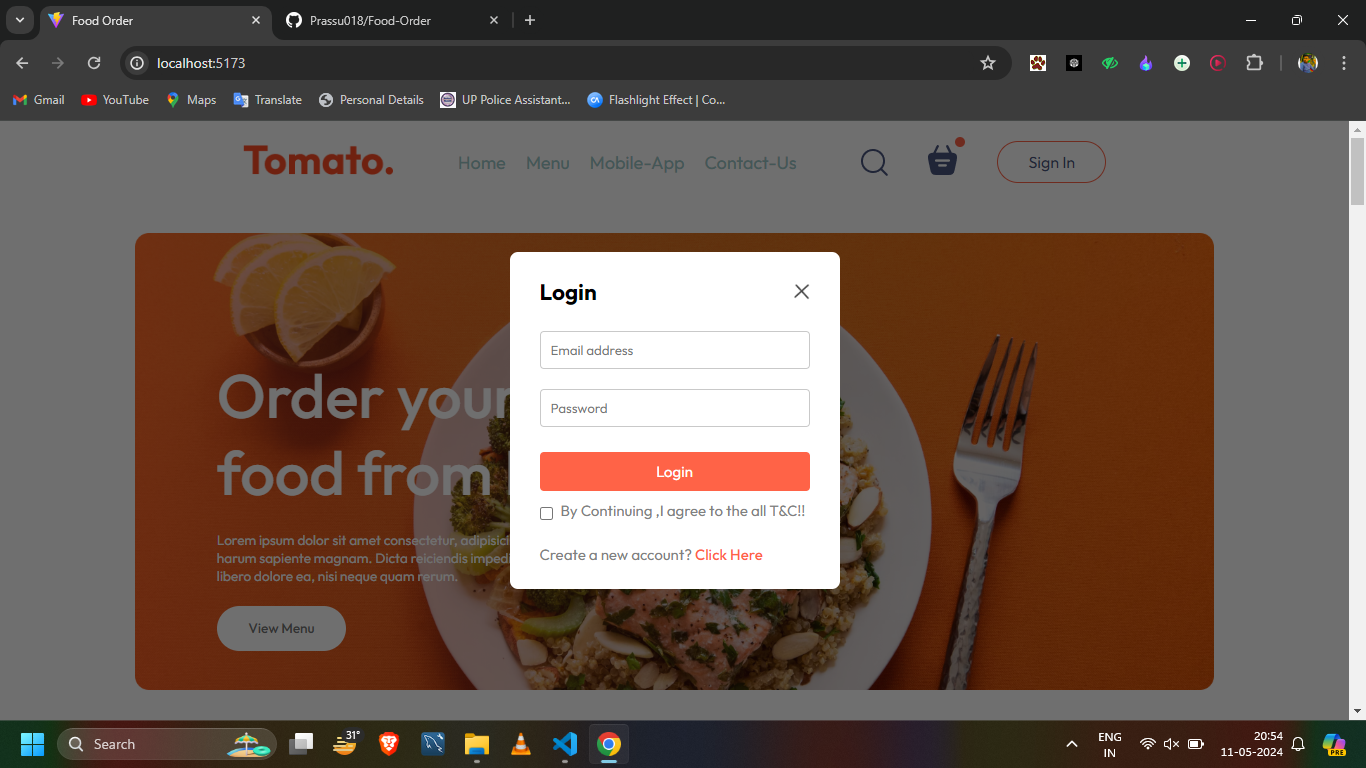 Food Order
Prassu018/Food-Order
localhost:5173
Gmail
YouTube
Maps
Translate
Personal Details
UP Police Assistant...
Flashlight Effect | Co...
Tomato.
Home
Menu
Mobile-App
Contact-Us
Sign In
Login
Email address
Password
Login
By Continuing ,I agree to the all T&C!!
Create a new account? Click Here
Order your
food from
Lorem ipsum dolor sit amet consectetur, adipisici
harum sapiente magnam. Dicta reiciendis impedi
libero dolore ea, nisi neque quam rerum.
View Menu
Search
31°
ENG
IN
20:54
11-05-2024
PRE